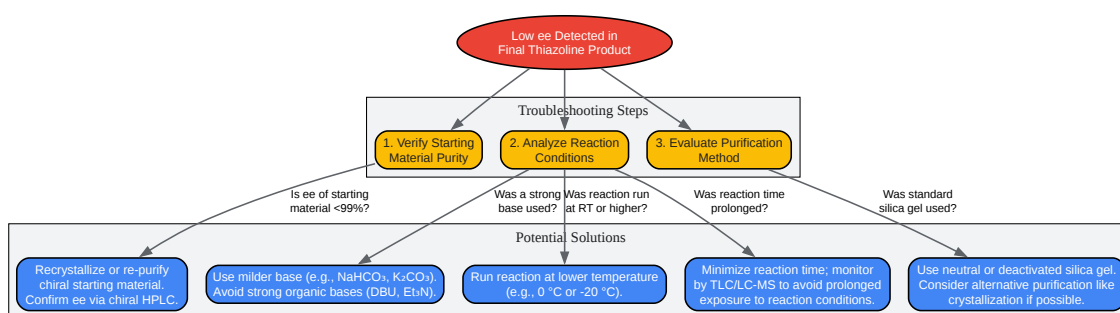 Low ee Detected in
Final Thiazoline Product
Troubleshooting Steps
1. Verify Starting
Material Purity
2. Analyze Reaction
Conditions
3. Evaluate Purification
Method
Is ee of starting
material <99%?
Was a strong
base used?
Was reaction run
at RT or higher?
Was reaction time
prolonged?
Was standard
silica gel used?
Potential Solutions
Recrystallize or re-purify
chiral starting material.
Confirm ee via chiral HPLC.
Use milder base (e.g., NaHCO₃, K₂CO₃).
Avoid strong organic bases (DBU, Et₃N).
Run reaction at lower temperature
(e.g., 0 °C or -20 °C).
Minimize reaction time; monitor
by TLC/LC-MS to avoid prolonged
exposure to reaction conditions.
Use neutral or deactivated silica gel.
Consider alternative purification like
crystallization if possible.